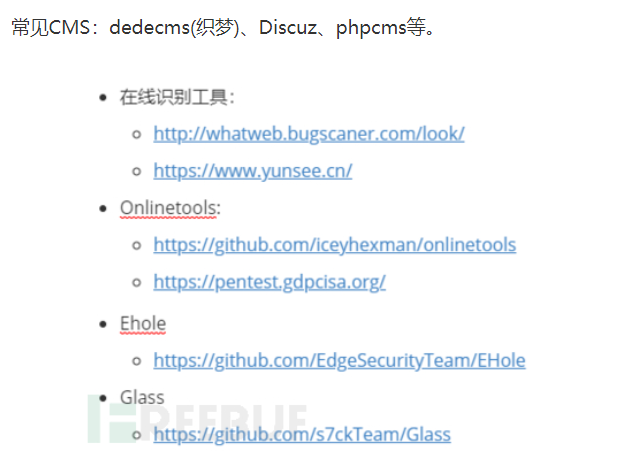 常见CMS：dedecms(织梦)、Discuz、phpcms等。
在线识别工具：
http://whatweb.bugscaner.com/look/
https://www.yunsee.cn/
Onlinetools:
https://github.com/iceyhexman/onlinetools
https://pentest.gdpcisa.org/
Ehole
https://github.com/EdgeSecurityTeam/EHole
Glass
FREEBUF
https://github.com/s7ckTeam/Glass